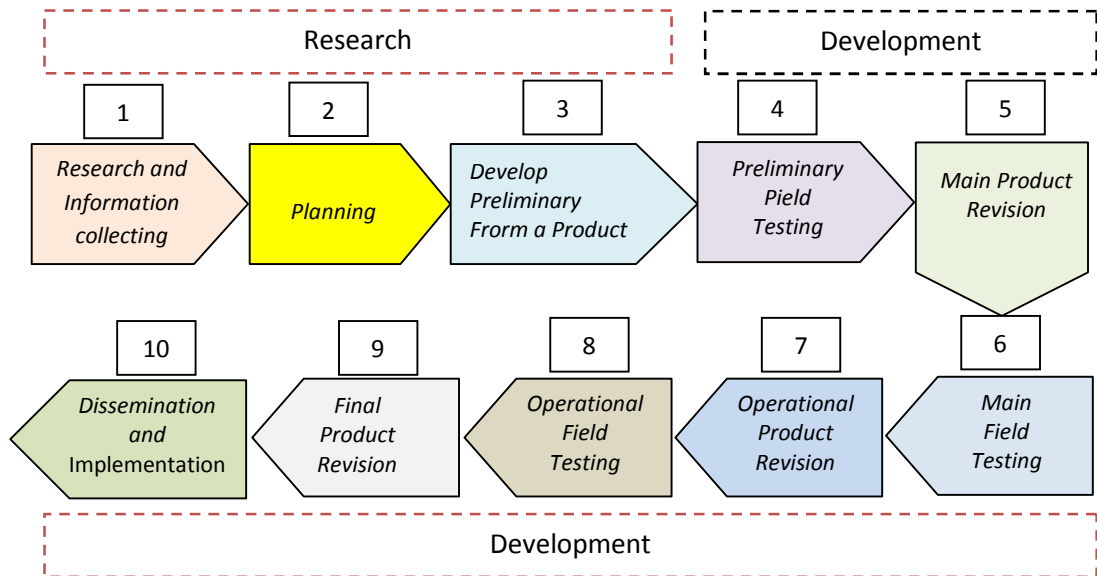 Research
Development
1
2
3
4
5
Research and
Information
collecting
Planning
Develop
Preliminary
Frorm a Product
Preliminary
Field
Testing
Main Product
Revision
10
9
8
7
6
Dissemination
and
Implementation
Final
Product
Revision
Operational
Field
Testing
Operational
Product
Revision
Main
Field
Testing
Development